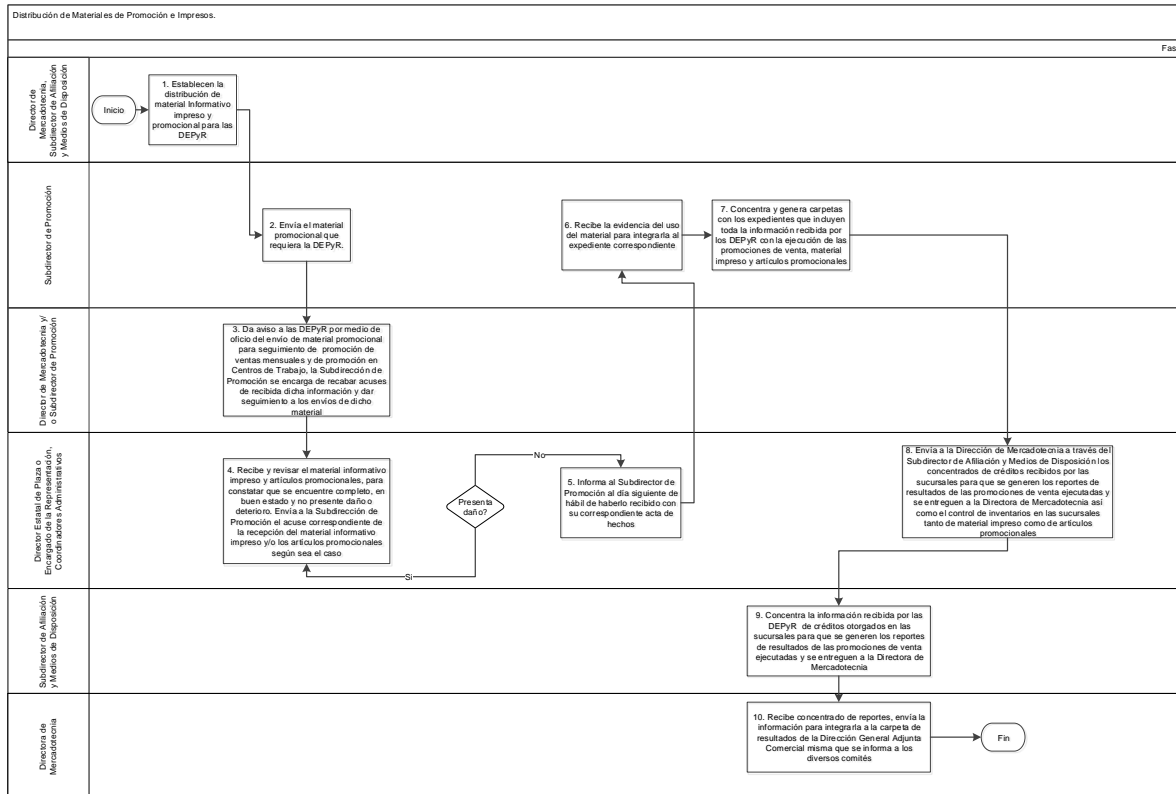 Distribución de Materiales de Promoción e Impresos.
Fas
Director de
Mercadotecnia,
Subdirector de Afiliación
y Medios de Disposición
Inicio
1. Establecen la
distribución de
material Informativo
impreso y
promocional para las
DEPyR
Subdirector de Promoción
2. Envía el material
promocional que
requiera la DEPyR.
6. Recibe la evidencia del uso
del material para integrarla al
expediente correspondiente
7. Concentra y genera carpetas
con los expedientes que incluyen
toda la información recibida por
los DEPyR con la ejecución de las
promociones de venta, material
impreso y artículos promocionales
Director de Mercadotecnia y/
o Subdirector de Promoción
3. Da aviso a las DEPyR por medio de
oficio del envío de material promocional
para seguimiento de promoción de
ventas mensuales y de promoción en
Centros de Trabajo, la Subdirección de
Promoción se encarga de recabar acuses
de recibida dicha información y dar
seguimiento a los envíos de dicho
material
Director Estatal de Plaza o
Encargado de la Representación,
Coordinadores Administrativos
4. Recibe y revisar el material informativo
impreso y artículos promocionales, para
constatar que se encuentre completo, en
buen estado y no presente daño o
deterioro. Envía a la Subdirección de
Promoción el acuse correspondiente de
la recepción del material informativo
impreso y/o los artículos promocionales
según sea el caso
Presenta
daño?
No
Si
5. Informa al Subdirector de
Promoción al día siguiente de
hábil de haberlo recibido con
su correspondiente acta de
hechos
8. Envía a la Dirección de Mercadotecnia a través del
Subdirector de Afiliación y Medios de Disposición los
concentrados de créditos recibidos por las
sucursales para que se generen los reportes de
resultados de las promociones de venta ejecutadas y
se entreguen a la Directora de Mercadotecnia así
como el control de inventarios en las sucursales
tanto de material impreso como de artículos
promocionales
Subdirector de Afiliación
y Medios de Disposición
9. Concentra la información recibida por las
DEPyR de créditos otorgados en las
sucursales para que se generen los reportes
de resultados de las promociones de venta
ejecutadas y se entreguen a la Directora de
Mercadotecnia
Directora de
Mercadotecnia
10. Recibe concentrado de reportes, envía la
información para integrarla a la carpeta de
resultados de la Dirección General Adjunta
Comercial misma que se informa a los
diversos comités
Fin